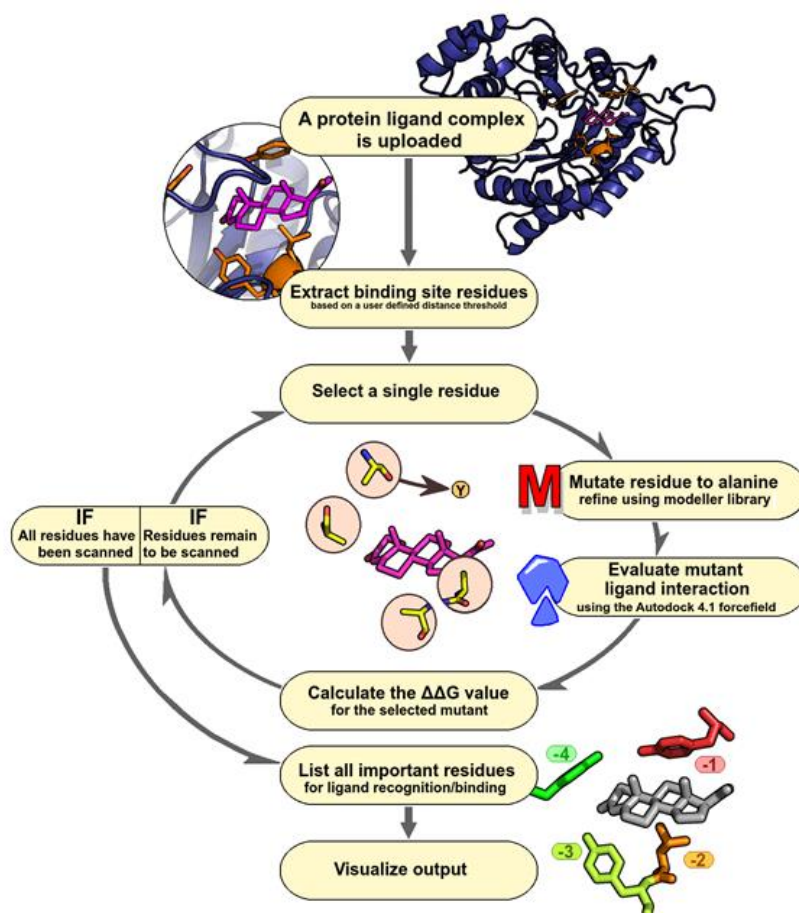 A protein ligand complex
is uploaded
Extract binding site residues
based on a user defined distance threshold
Select a single residue
M
Mutate residue to alanine
refine using modeller library
Y
IF
All residues have
been scanned
IF
Residues remain
to be scanned
Evaluate mutant
ligand interaction
using the Autodock 4.1 forcefield
Calculate the ΔΔG value
for the selected mutant
List all important residues
for ligand recognition/binding
-4
-1
-3
-2
Visualize output